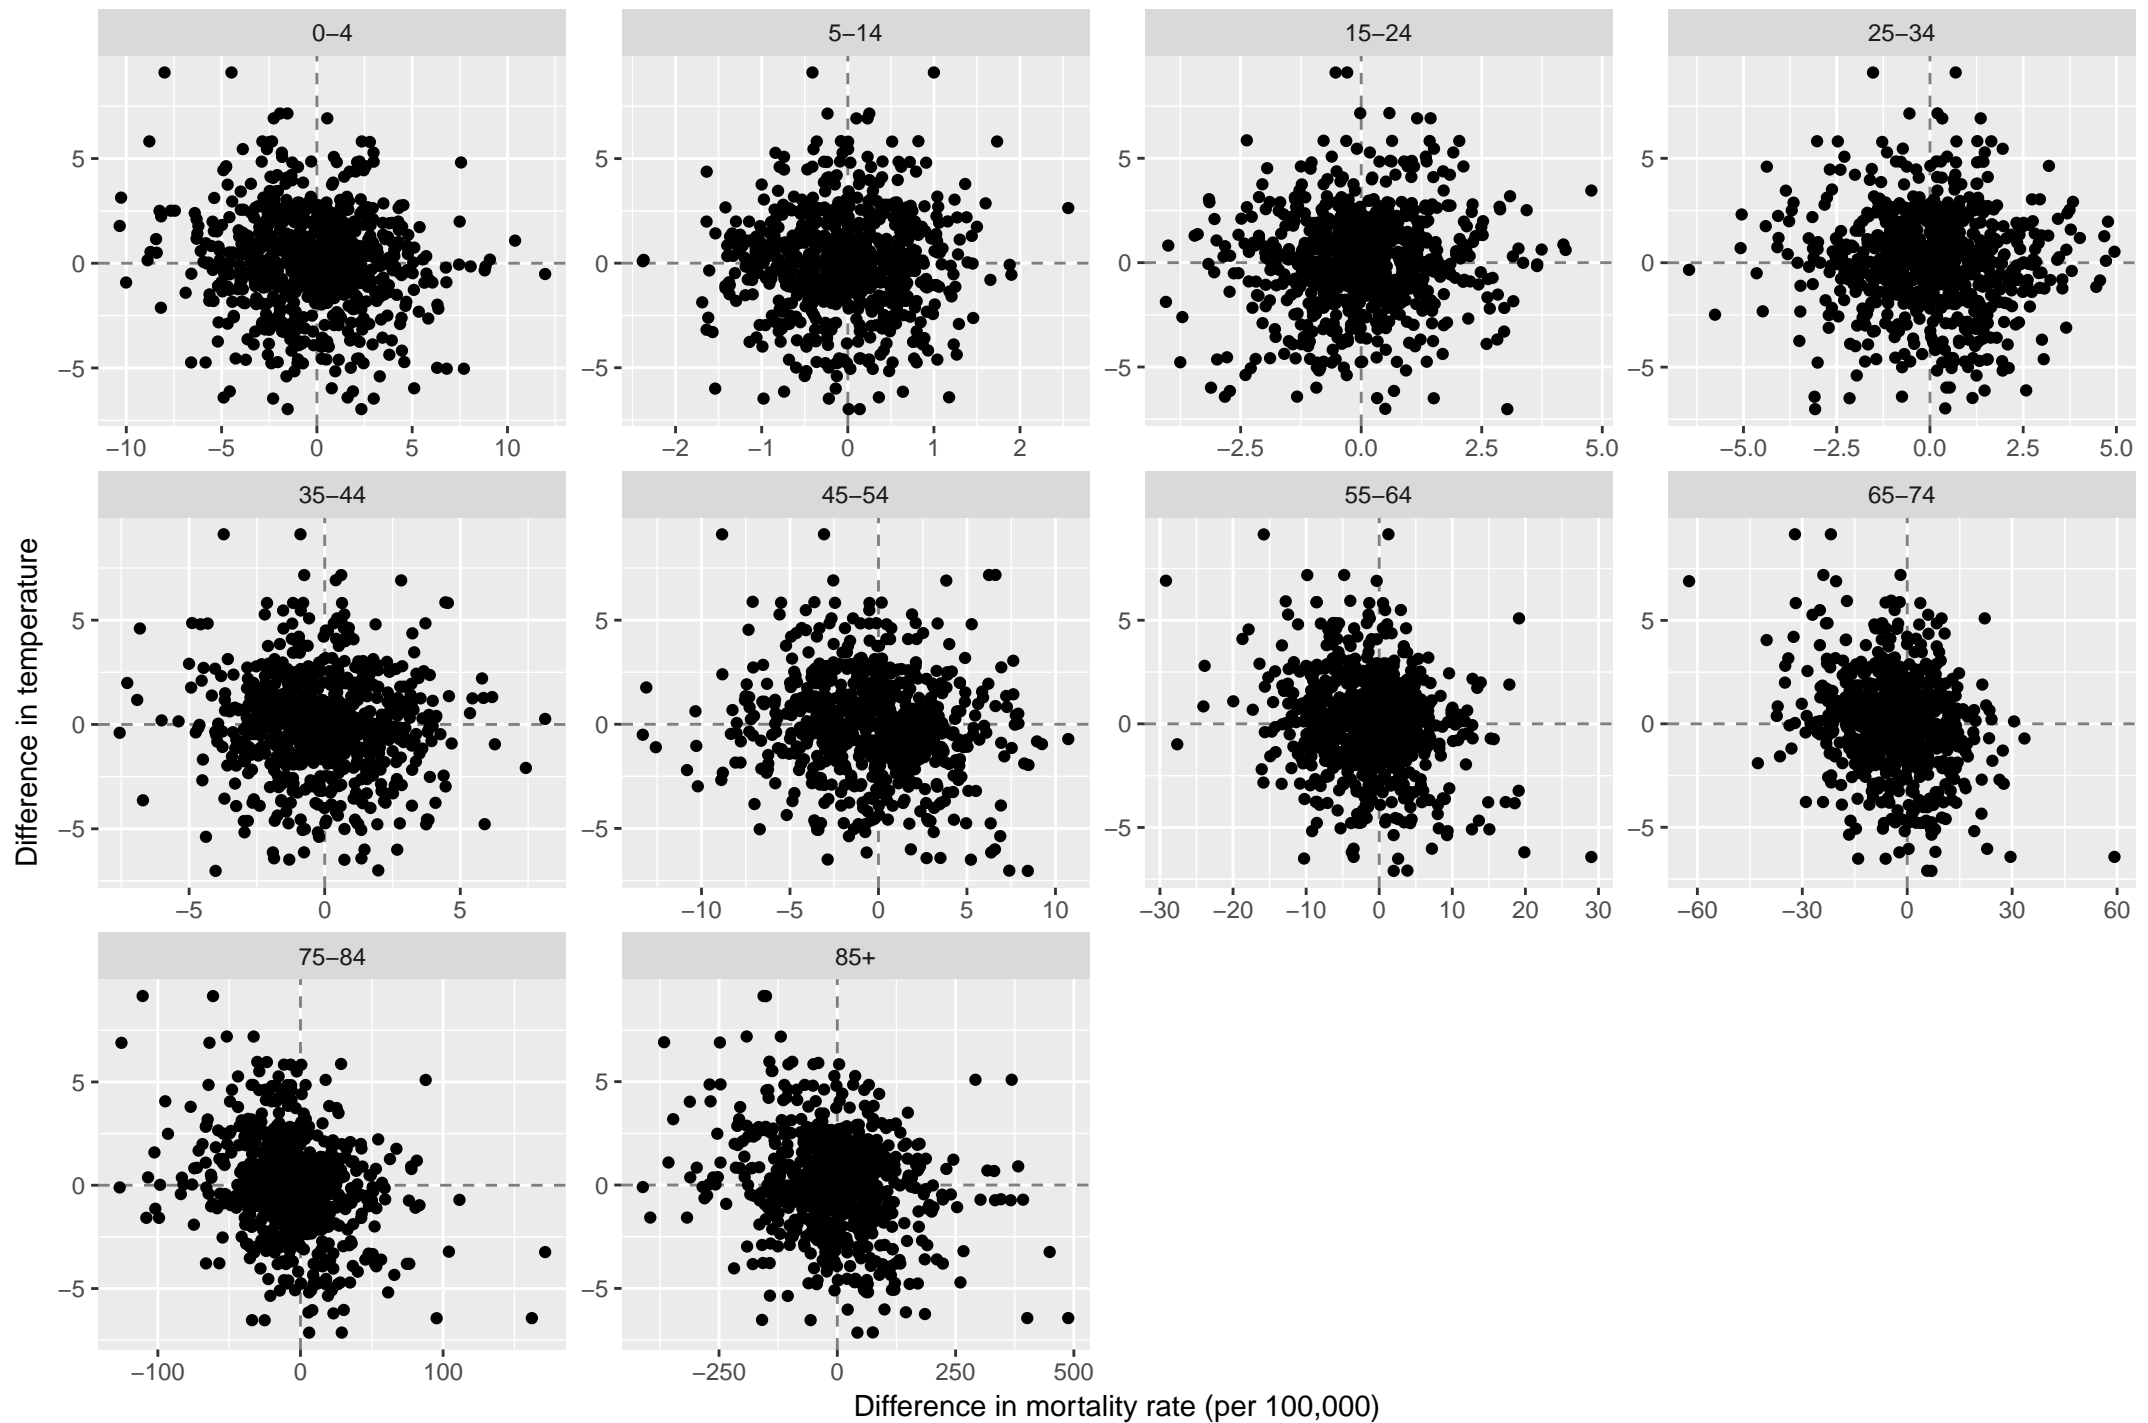 0–4 5–14 15–24 25–34
5 5 5 5
0 0 0 0
−5 −5 −5 −5
−10 −5 0 5 10 −2 −1 0 1 2 −2.5 0.0 2.5 5.0 −5.0 −2.5 0.0 2.5 5.0
35–44 45–54 55–64 65–74
Difference in temperature
5 5 5 5
0 0 0 0
−5 −5 −5 −5
−5 0 5 −10 −5 0 5 10 −30 −20 −10 0 10 20 30 −60 −30 0 30 60
75–84 85+
5 5
0 0
−5 −5
−100 0 100 −250 0 250 500
Difference in mortality rate (per 100,000)